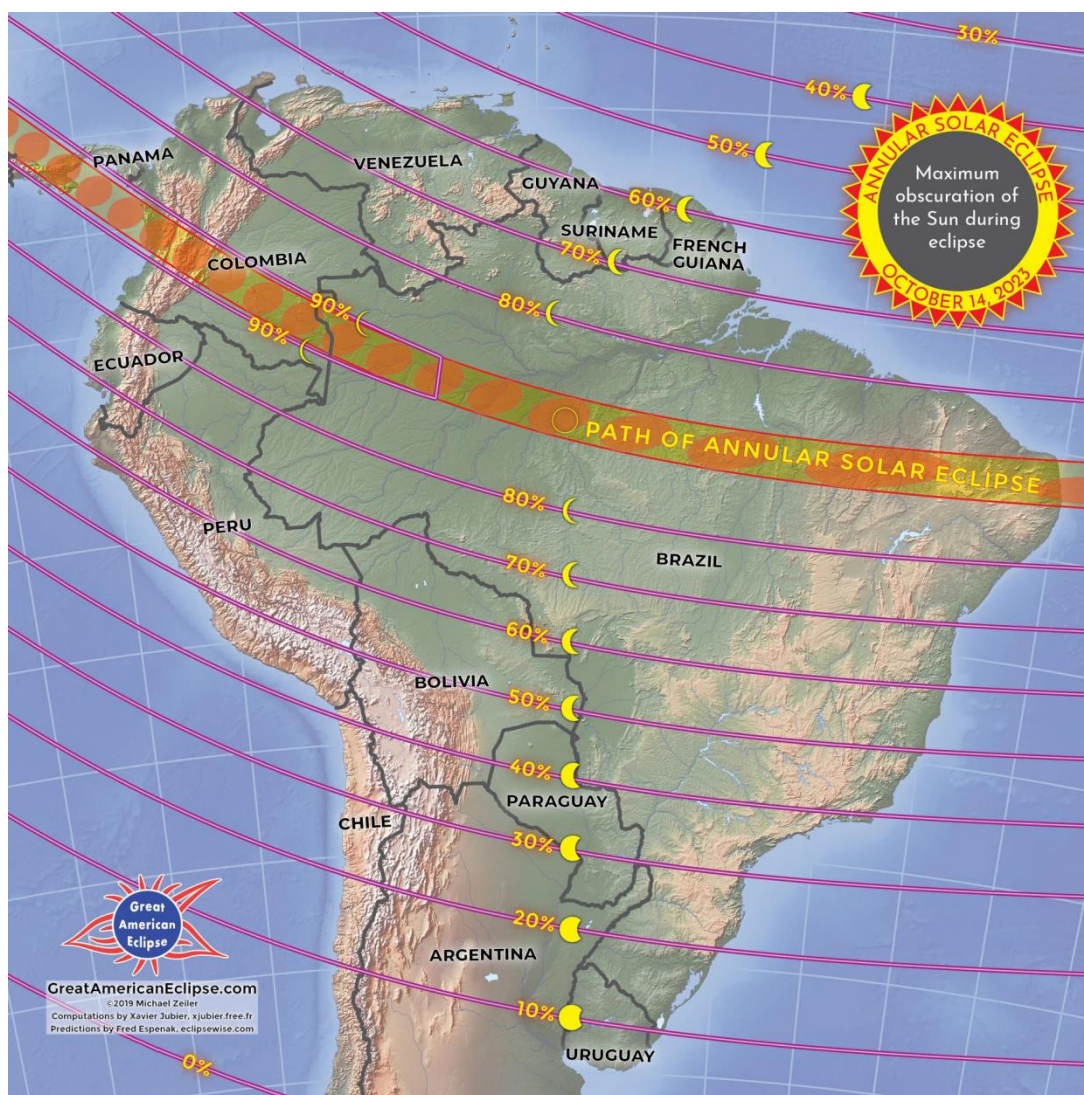 30%
40%
50%
ANNULAR SOLAR ECLIPSE
Maximum
obscuration of
the Sun during
eclipse
OCTOBER 14, 2023
PANAMA
VENEZUELA
GUYANA
60%
SURINAME
FRENCH
GUIANA
70%
COLOMBIA
80%
90%
90%
ECUADOR
PATH OF ANNULAR SOLAR ECLIPSE
80%
PERU
BRAZIL
70%
60%
BOLIVIA
50%
40%
PARAGUAY
CHILE
30%
20%
ARGENTINA
10%
URUGUAY
0%
Great
American
Eclipse
GreatAmericanEclipse.com
©2019 Michael Zeiler
Computations by Xavier Jubier, xjubier.free.fr
Predictions by Fred Espenak, eclipsewise.com